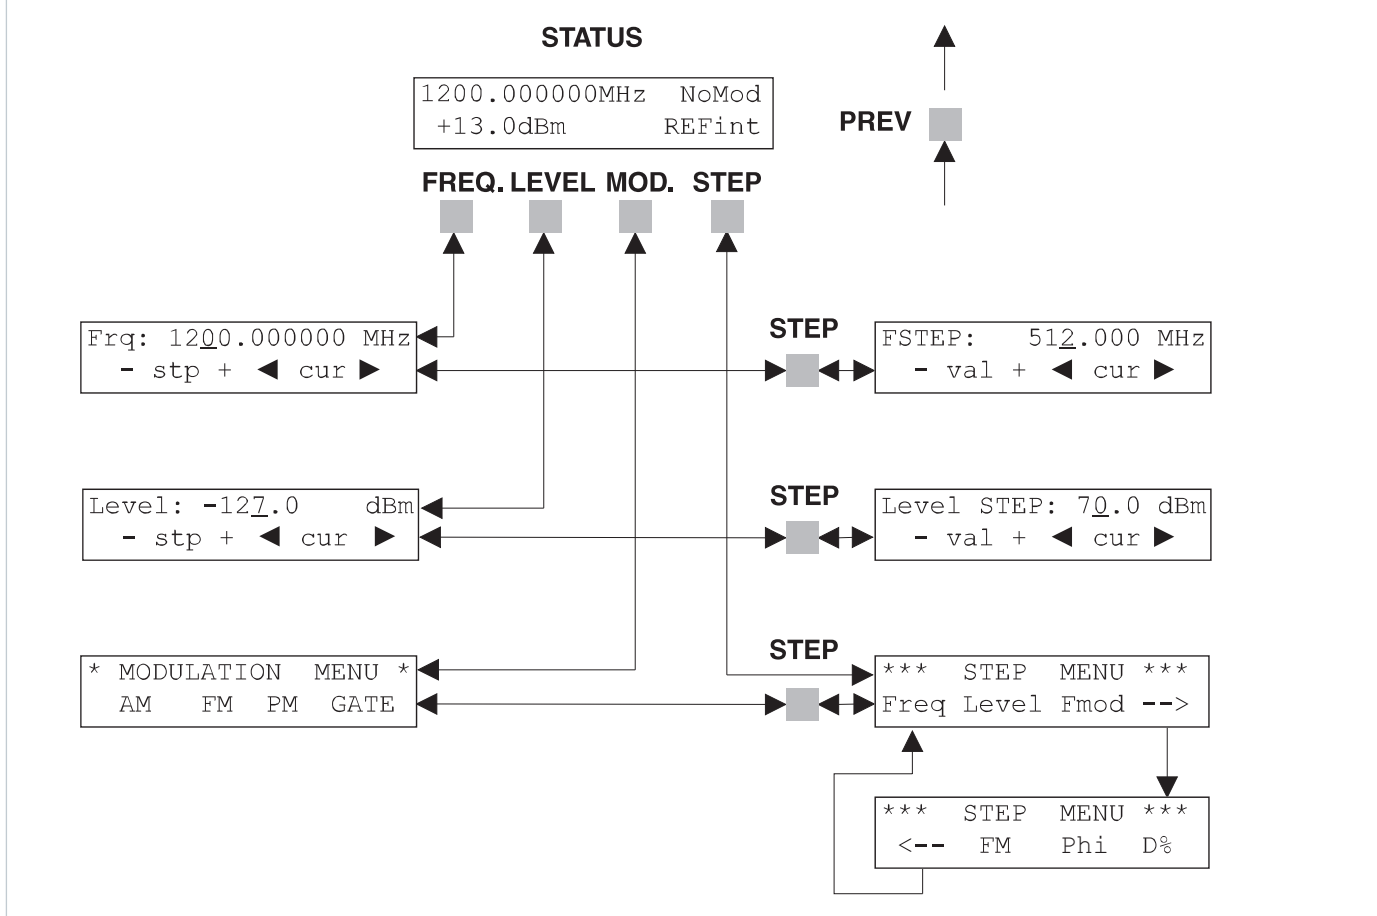 STATUS
1200.000000MHz NoMod
+13.0dBm REFint
PREV
FREQ. LEVEL MOD. STEP
Frq: 1200.000000 MHz
- stp + ◄ cur ►
STEP
FSTEP: 512.000 MHz
- val + ◄ cur ►
Level: -127.0 dBm
- stp + ◄ cur ►
STEP
Level STEP: 70.0 dBm
- val + ◄ cur ►
* MODULATION MENU *
AM FM PM GATE
STEP
*** STEP MENU ***
Freq Level Fmod -->
*** STEP MENU ***
<-- FM Phi D%